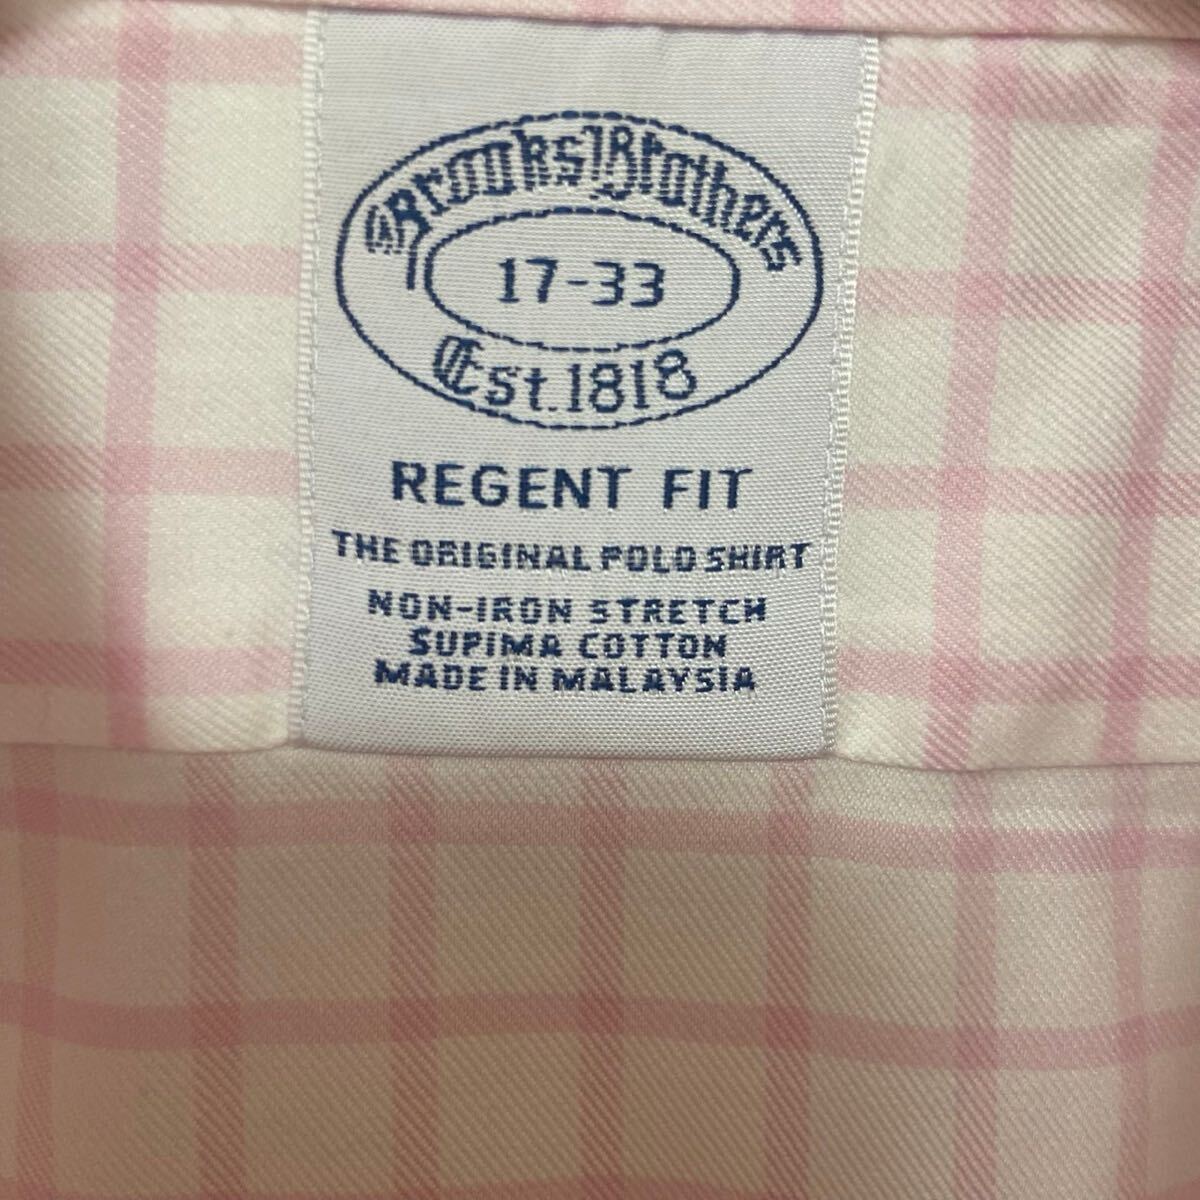 Brooks Brothers
17-33
Est. 1818
REGENT FIT
THE ORIGINAL POLO SHIRT
NON-IRON STRETCH
SUPIMA COTTON
MADE IN MALAYSIA